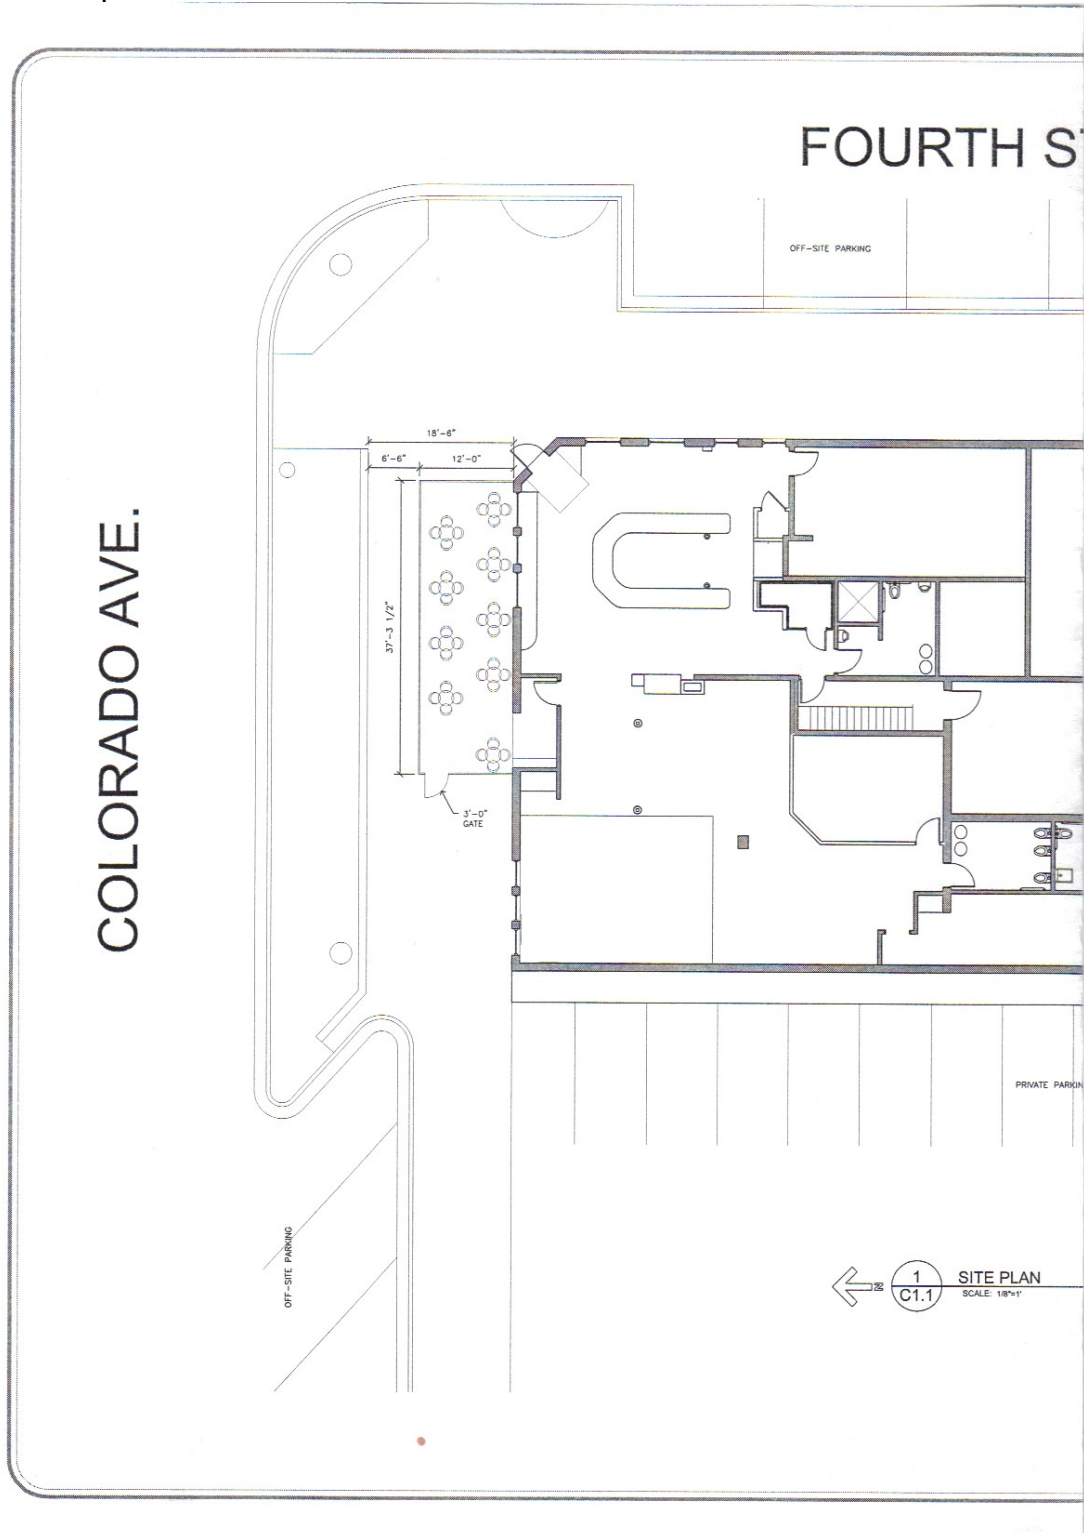 FOURTH S
OFF-SITE PARKING
18'-6"
6'-6"
12'-0"
COLORADO AVE.
37'-3 1/2"
3'-0"
GATE
PRIVATE PARKIN
OFF-SITE PARKING
N
1
C1.1
SITE PLAN
SCALE: 1/8"=1'